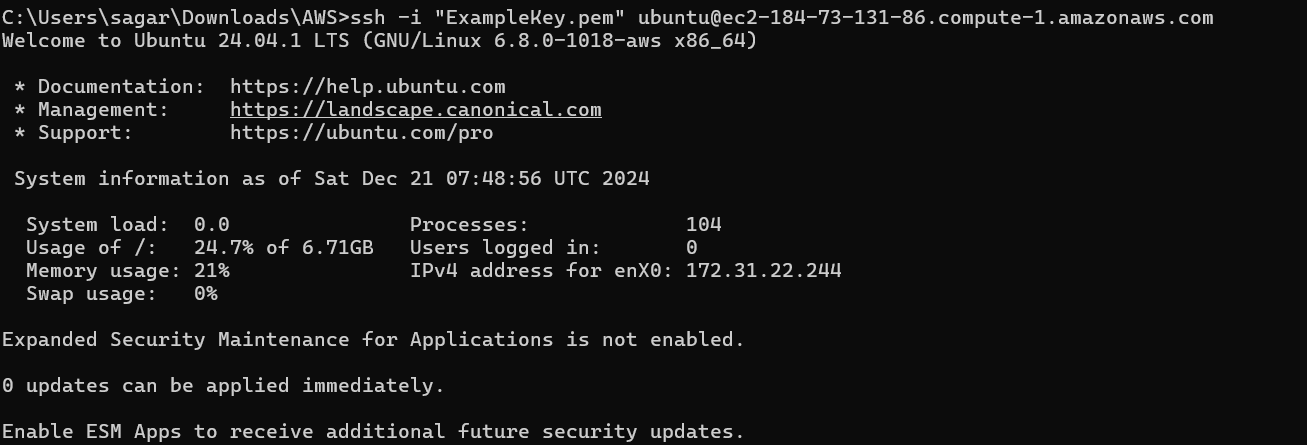 C:\Users\sagar\Downloads\AWS>ssh -i "ExampleKey.pem" ubuntu@ec2-184-73-131-86.compute-1.amazonaws.com
Welcome to Ubuntu 24.04.1 LTS (GNU/Linux 6.8.0-1018-aws x86_64)

 * Documentation:  https://help.ubuntu.com
 * Management:     https://landscape.canonical.com
 * Support:        https://ubuntu.com/pro

 System information as of Sat Dec 21 07:48:56 UTC 2024

  System load:  0.0               Processes:             104
  Usage of /:   24.7% of 6.71GB   Users logged in:       0
  Memory usage: 21%               IPv4 address for enX0: 172.31.22.244
  Swap usage:   0%

Expanded Security Maintenance for Applications is not enabled.

0 updates can be applied immediately.

Enable ESM Apps to receive additional future security updates.